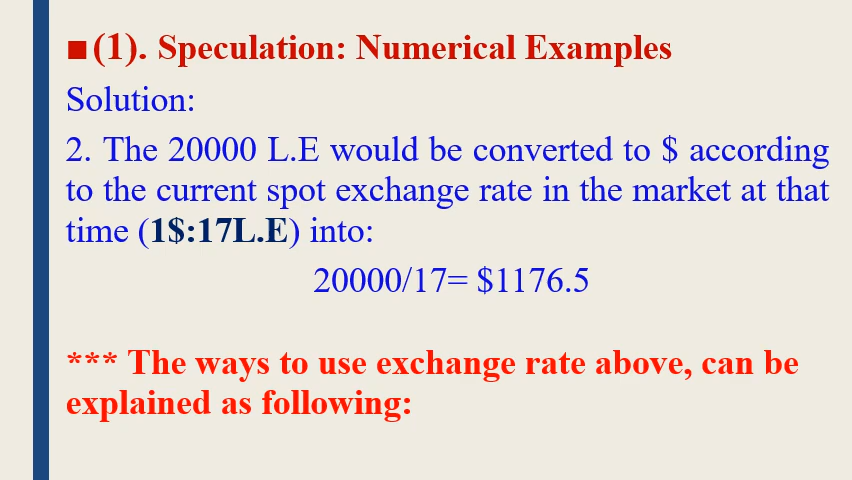 ■(1). Speculation: Numerical Examples
Solution:
2. The 20000 L.E would be converted to $ according
to the current spot exchange rate in the market at that
time (1$:17L.E) into:
20000/17= $1176.5
*** The ways to use exchange rate above, can be
explained as following: